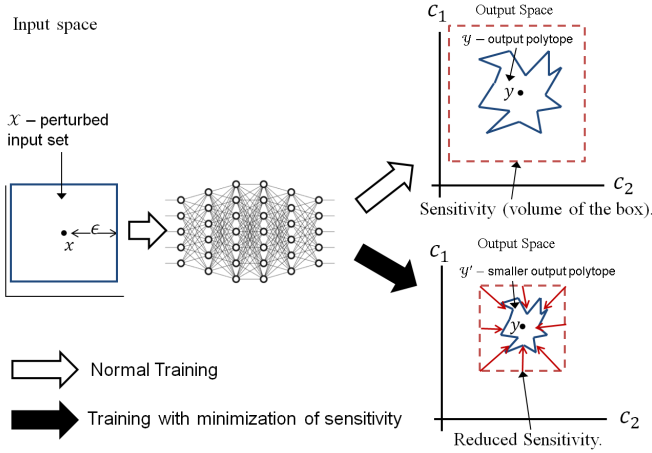 Input space
𝒳 – perturbed
input set
x
ϵ
c₁
Output Space
𝒴 – output polytope
y
c₂
Sensitivity (volume of the box).
c₁
Output Space
𝒴′ – smaller output polytope
y
c₂
Reduced Sensitivity.
Normal Training
Training with minimization of sensitivity